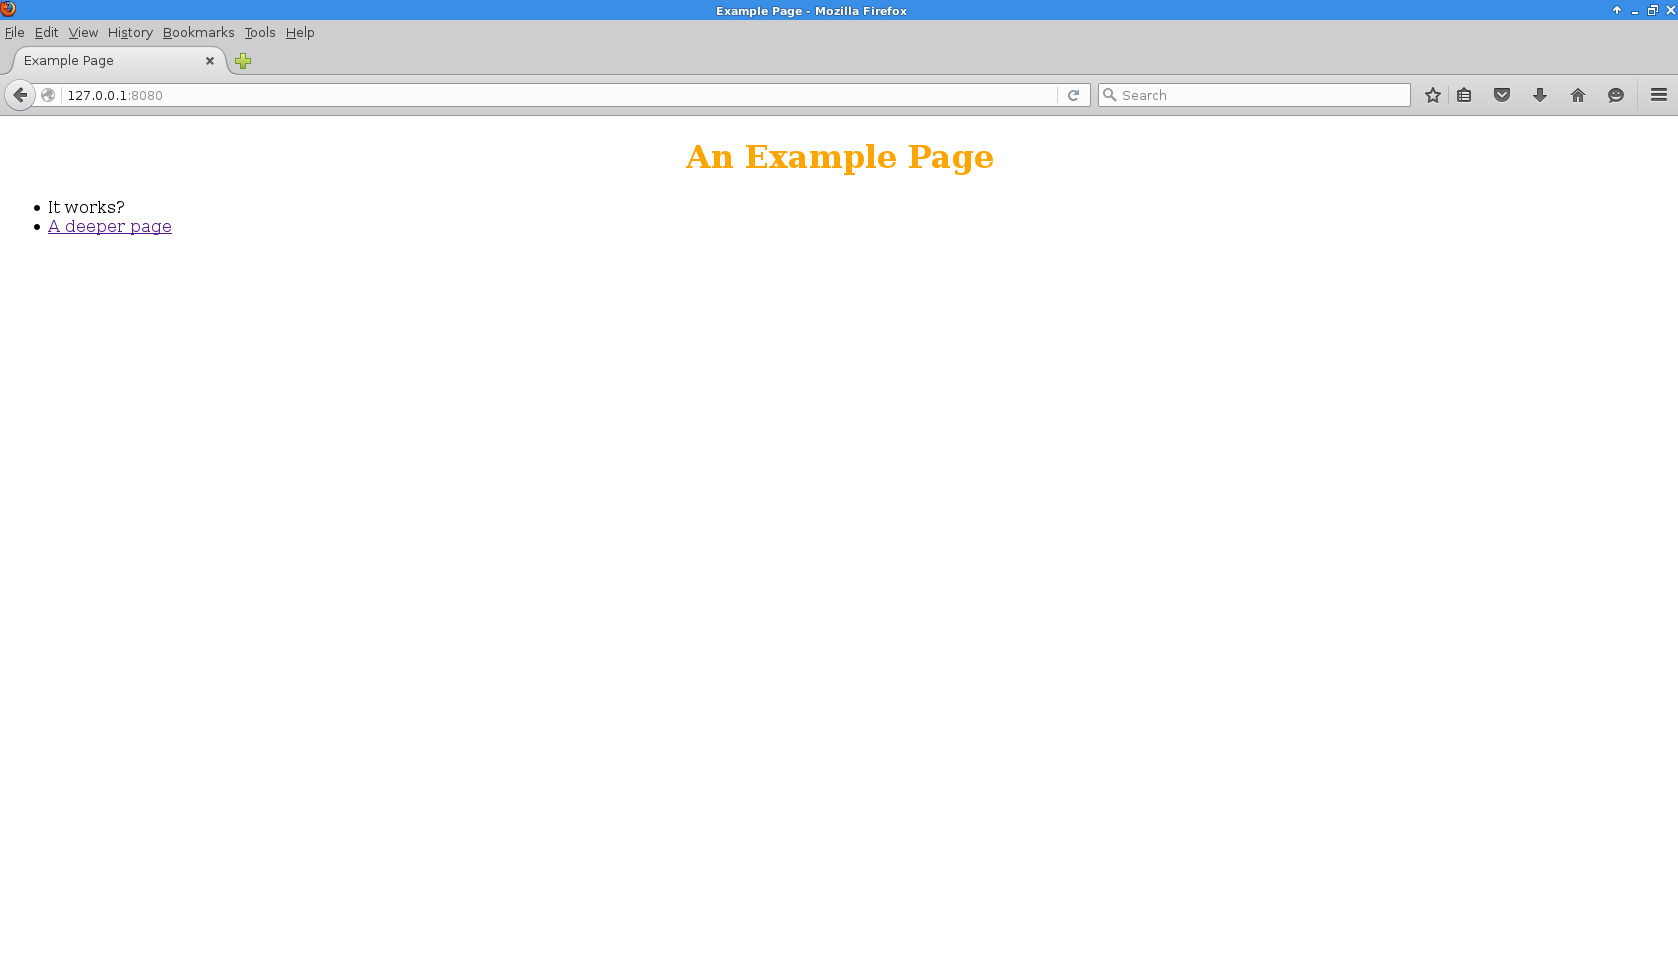 Example Page - Mozilla Firefox
File Edit View History Bookmarks Tools Help
Example Page
127.0.0.1:8080
Search
An Example Page
It works?
A deeper page